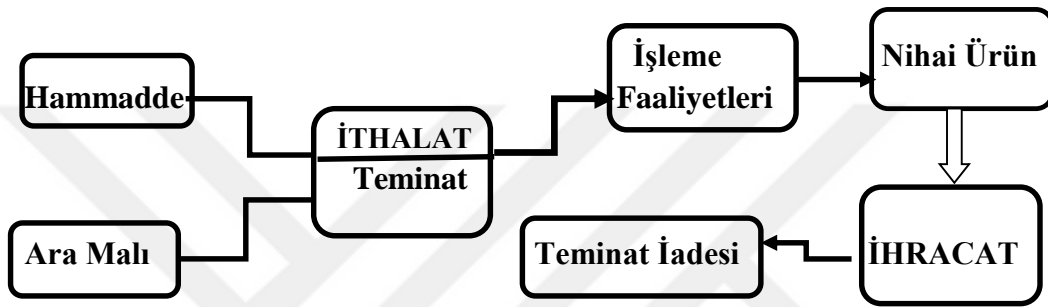 Hammadde
Ara Malı
İTHALAT
Teminat
İşleme
Faaliyetleri
Nihai Ürün
İHRACAT
Teminat İadesi